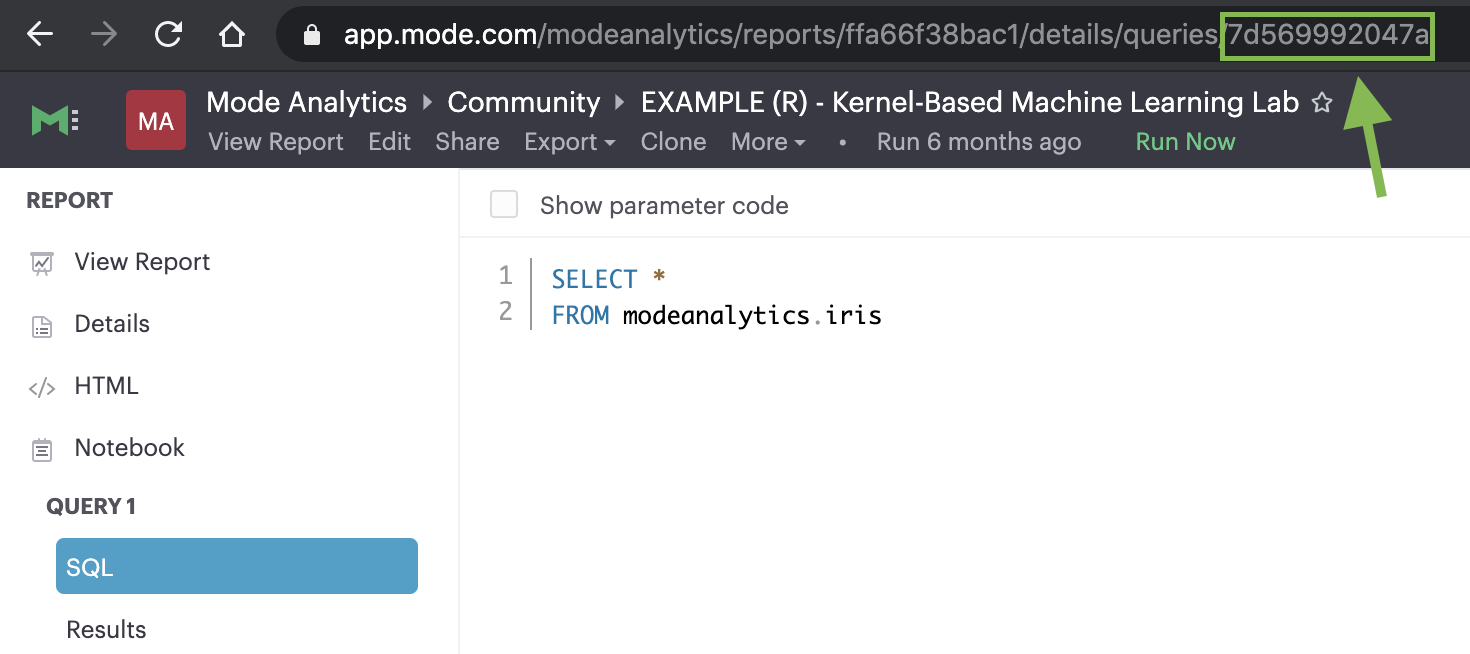 app.mode.com/modeanalytics/reports/ffa66f38bac1/details/queries/7d569992047a
MA
Mode Analytics Community EXAMPLE (R) - Kernel-Based Machine Learning Lab
View Report Edit Share Export Clone More • Run 6 months ago Run Now
REPORT
View Report
Details
HTML
Notebook
QUERY 1
SQL
Results
Show parameter code
1 SELECT *
2 FROM modeanalytics.iris